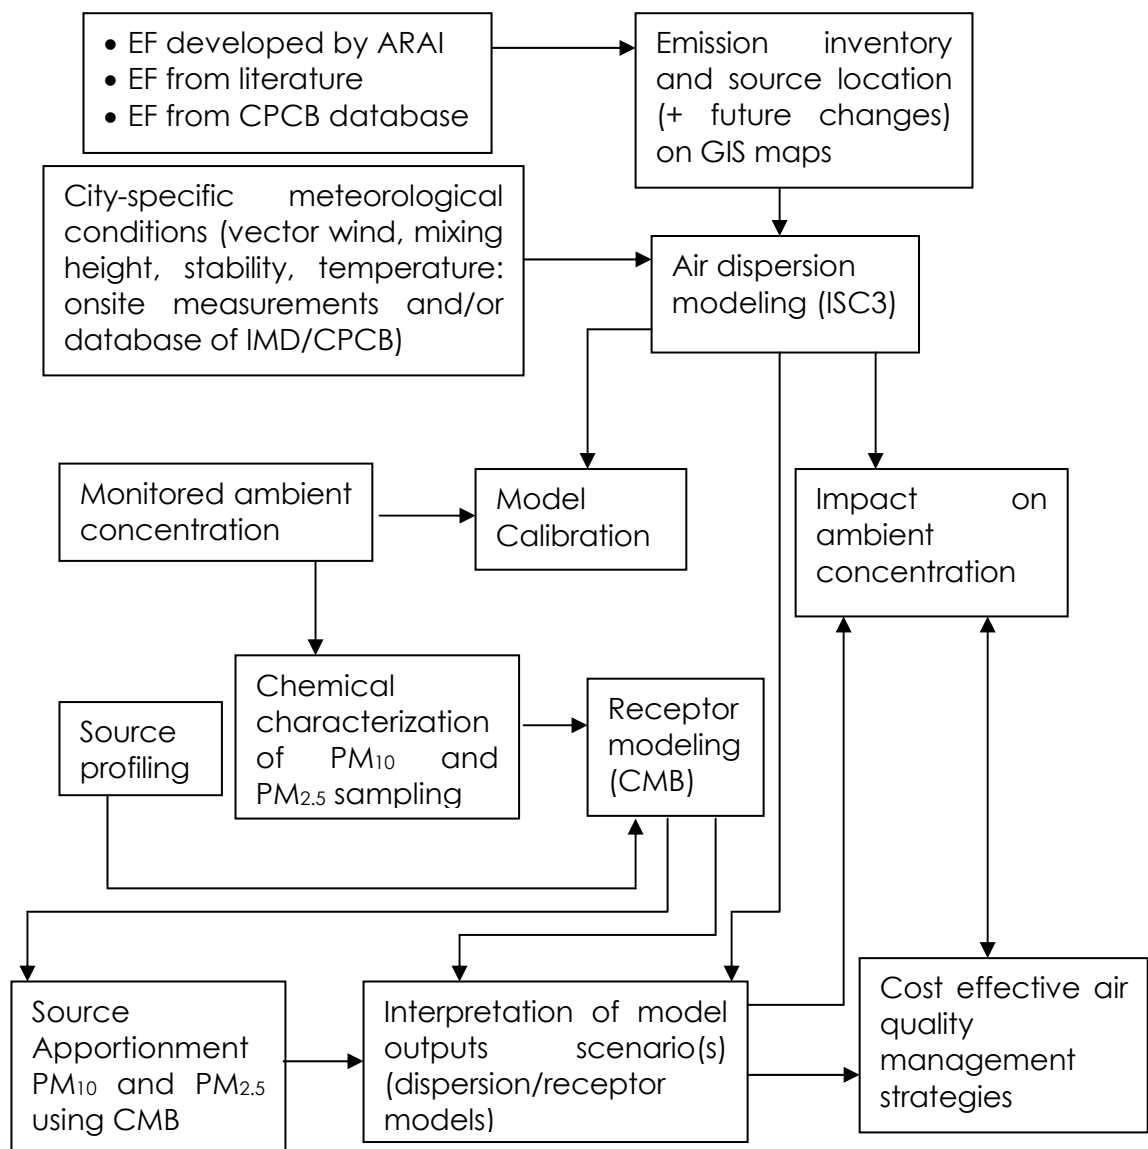 • EF developed by ARAI
• EF from literature
• EF from CPCB database
Emission inventory
and source location
(+ future changes)
on GIS maps
City-specific meteorological
conditions (vector wind, mixing
height, stability, temperature:
onsite measurements and/or
database of IMD/CPCB)
Air dispersion
modeling (ISC3)
Monitored ambient
concentration
Model
Calibration
Impact on
ambient
concentration
Source
profiling
Chemical
characterization
of PM10 and
PM2.5 sampling
Receptor
modeling
(CMB)
Source
Apportionment
PM10 and PM2.5
using CMB
Interpretation of model
outputs scenario(s)
(dispersion/receptor
models)
Cost effective air
quality
management
strategies